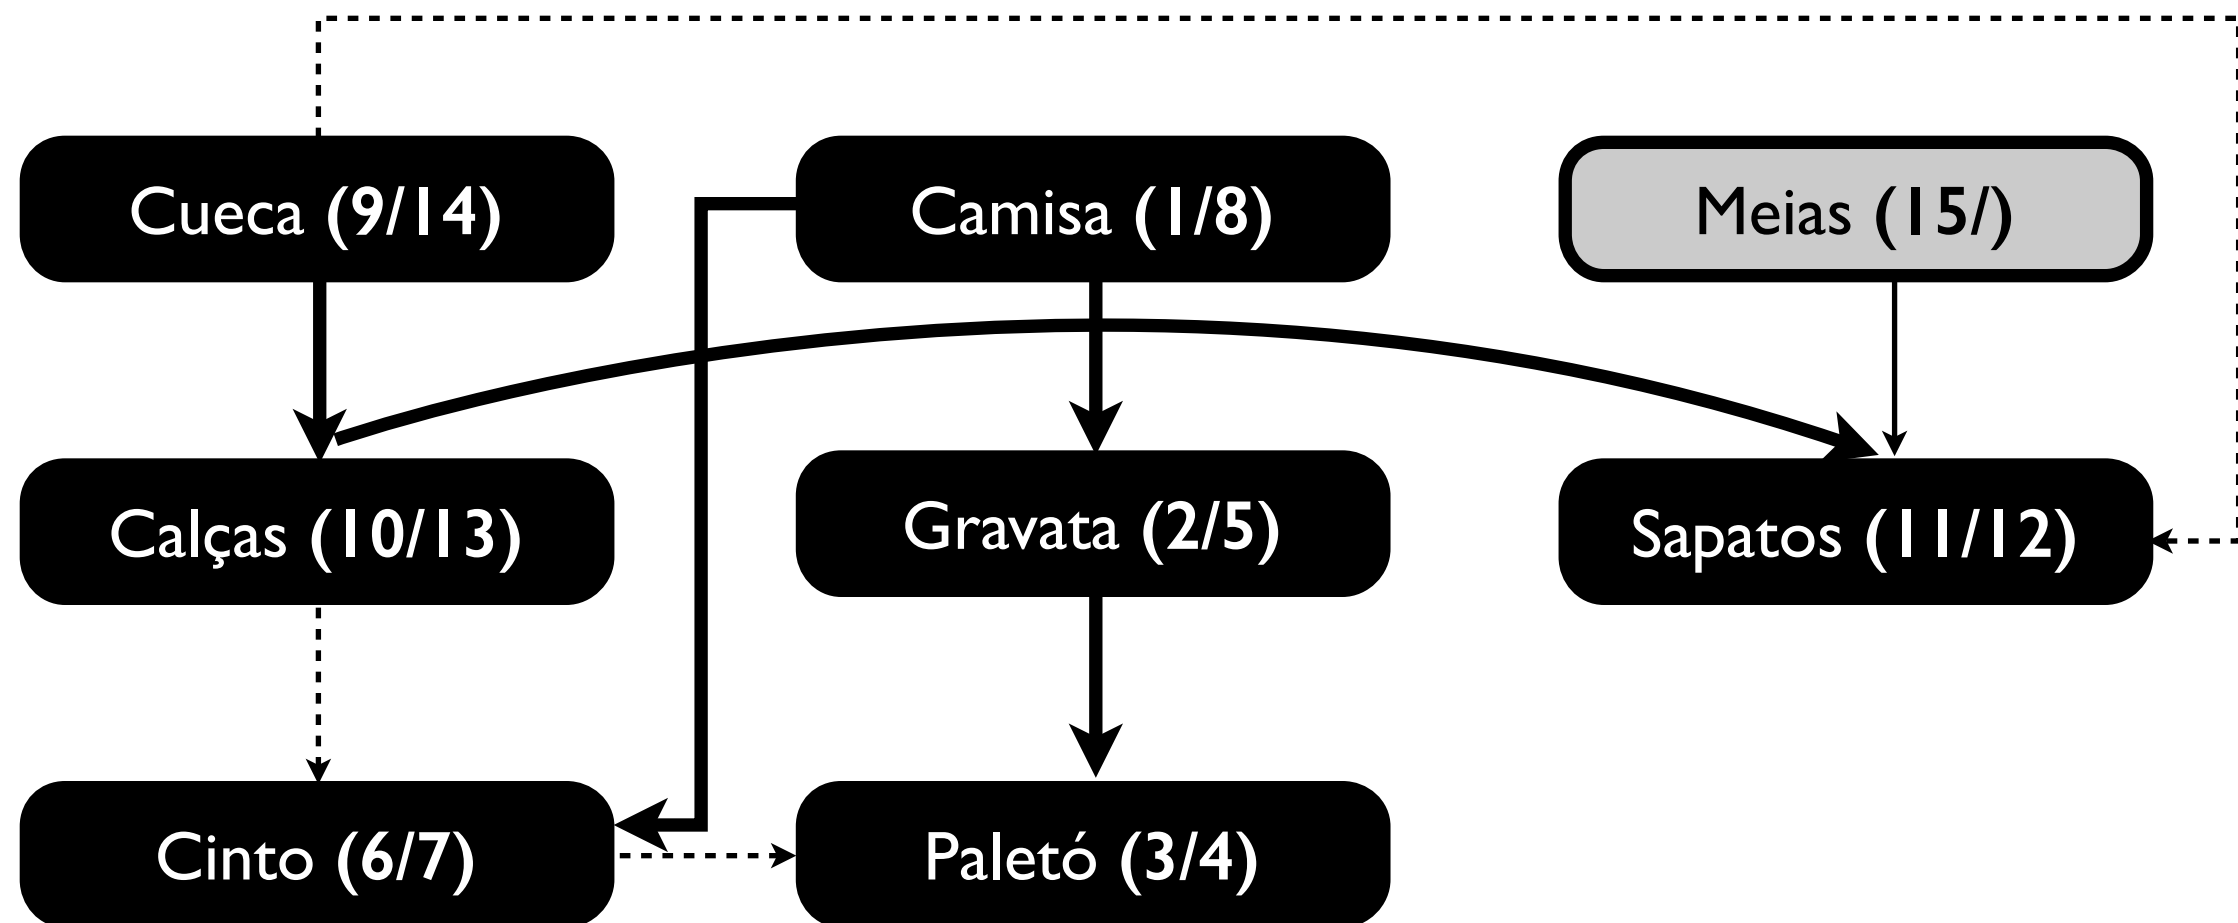 Cueca (9/14)
Camisa (1/8)
Meias (15/)
Calças (10/13)
Gravata (2/5)
Sapatos (11/12)
Cinto (6/7)
Paletó (3/4)